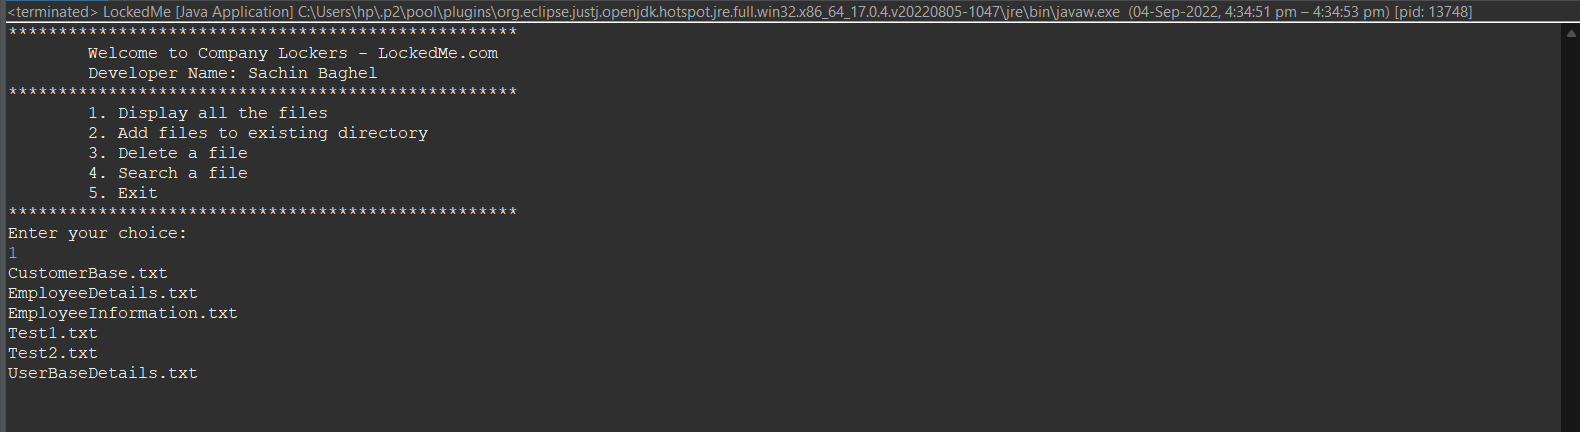 <terminated> LockedMe [Java Application] C:\Users\hp\.p2\pool\plugins\org.eclipse.justj.openjdk.hotspot.jre.full.win32.x86_64_17.0.4.v20220805-1047\jre\bin\javaw.exe (04-Sep-2022, 4:34:51 pm – 4:34:53 pm) [pid: 13748]
***************************************************
Welcome to Company Lockers - LockedMe.com
Developer Name: Sachin Baghel
***************************************************
1. Display all the files
2. Add files to existing directory
3. Delete a file
4. Search a file
5. Exit
***************************************************
Enter your choice:
1
CustomerBase.txt
EmployeeDetails.txt
EmployeeInformation.txt
Test1.txt
Test2.txt
UserBaseDetails.txt